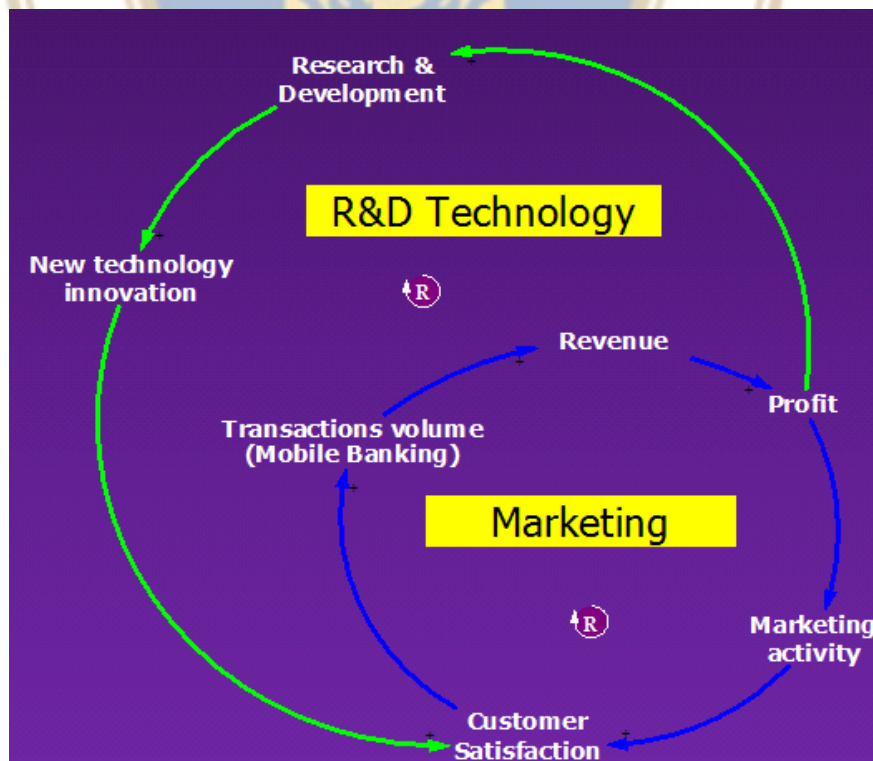 Research &
Development
R&D Technology
New technology
innovation
R
Revenue
Profit
Transactions volume
(Mobile Banking)
Marketing
R
Marketing
activity
Customer
Satisfaction
+
+
+
+
+
+
+